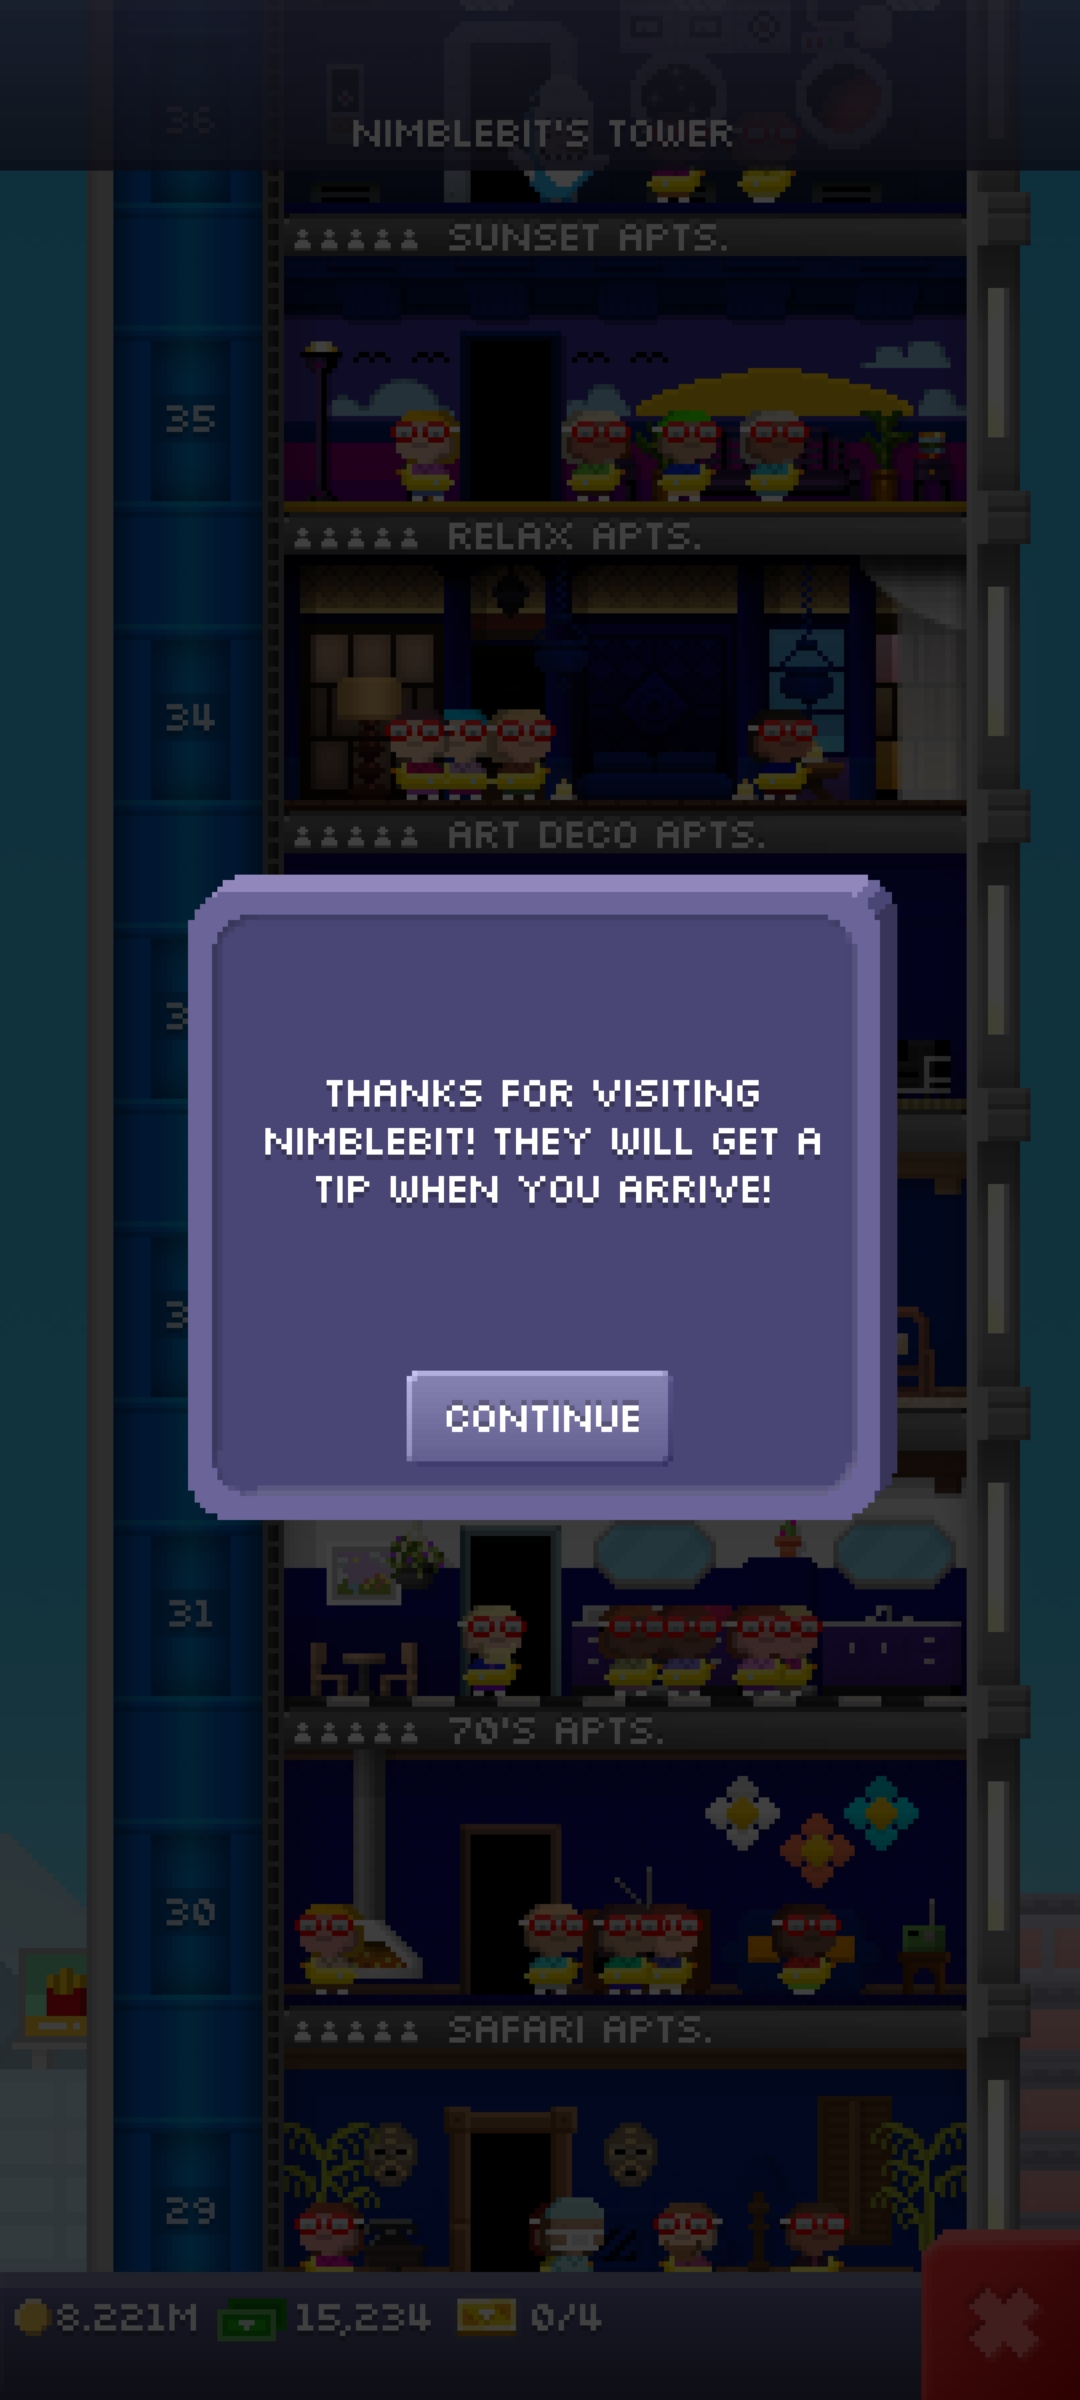 36
NIMBLEBIT'S TOWER
SUNSET APTS.
35
RELAX APTS.
34
ART DECO APTS.
THANKS FOR VISITING
NIMBLEBIT! THEY WILL GET A
TIP WHEN YOU ARRIVE!
CONTINUE
31
70'S APTS.
30
SAFARI APTS.
29
8.221M 15,234 0/4